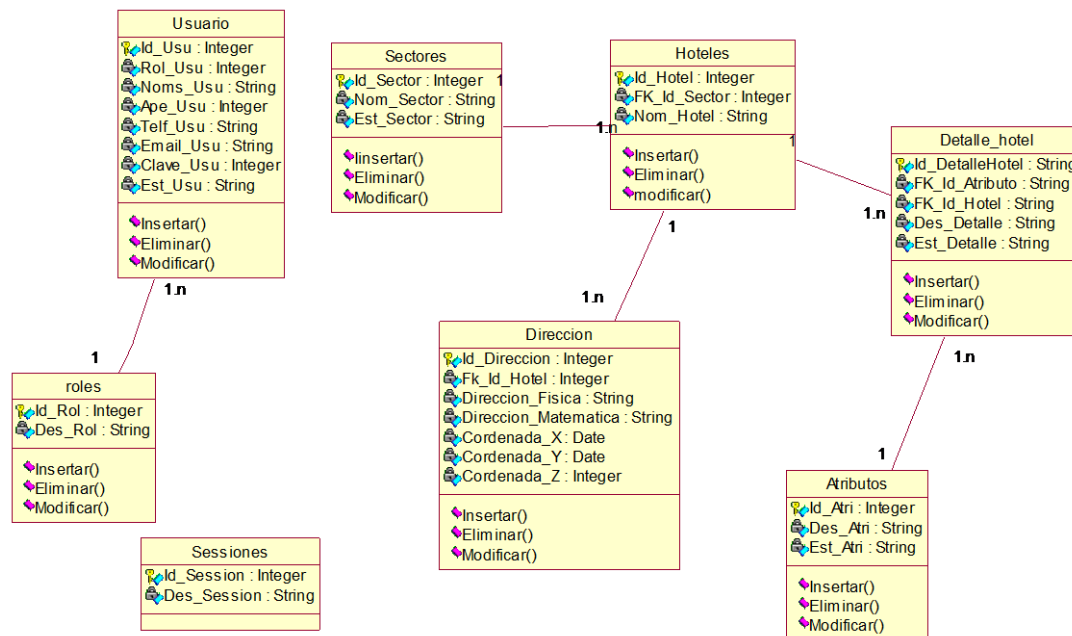 Usuario
Id_Usu : Integer
Rol_Usu : Integer
Noms_Usu : String
Ape_Usu : Integer
Telf_Usu : String
Email_Usu : String
Clave_Usu : Integer
Est_Usu : String
Insertar()
Eliminar()
Modificar()
1.n
1
roles
Id_Rol : Integer
Des_Rol : String
Insertar()
Eliminar()
Modificar()
Sessiones
Id_Session : Integer
Des_Session : String
Sectores
Id_Sector : Integer
Nom_Sector : String
Est_Sector : String
Iinsertar()
Eliminar()
Modificar()
1
1.n
Hoteles
Id_Hotel : Integer
FK_Id_Sector : Integer
Nom_Hotel : String
Insertar()
Eliminar()
modificar()
1
1.n
1
1.n
Direccion
Id_Direccion : Integer
Fk_Id_Hotel : Integer
Direccion_Fisica : String
Direccion_Matematica : String
Cordenada_X : Date
Cordenada_Y : Date
Cordenada_Z : Integer
Insertar()
Eliminar()
Modificar()
Detalle_hotel
Id_DetalleHotel : String
FK_Id_Atributo : String
FK_Id_Hotel : String
Des_Detalle : String
Est_Detalle : String
Insertar()
Eliminar()
Modificar()
1.n
1
Atributos
Id_Atri : Integer
Des_Atri : String
Est_Atri : String
Insertar()
Eliminar()
Modificar()